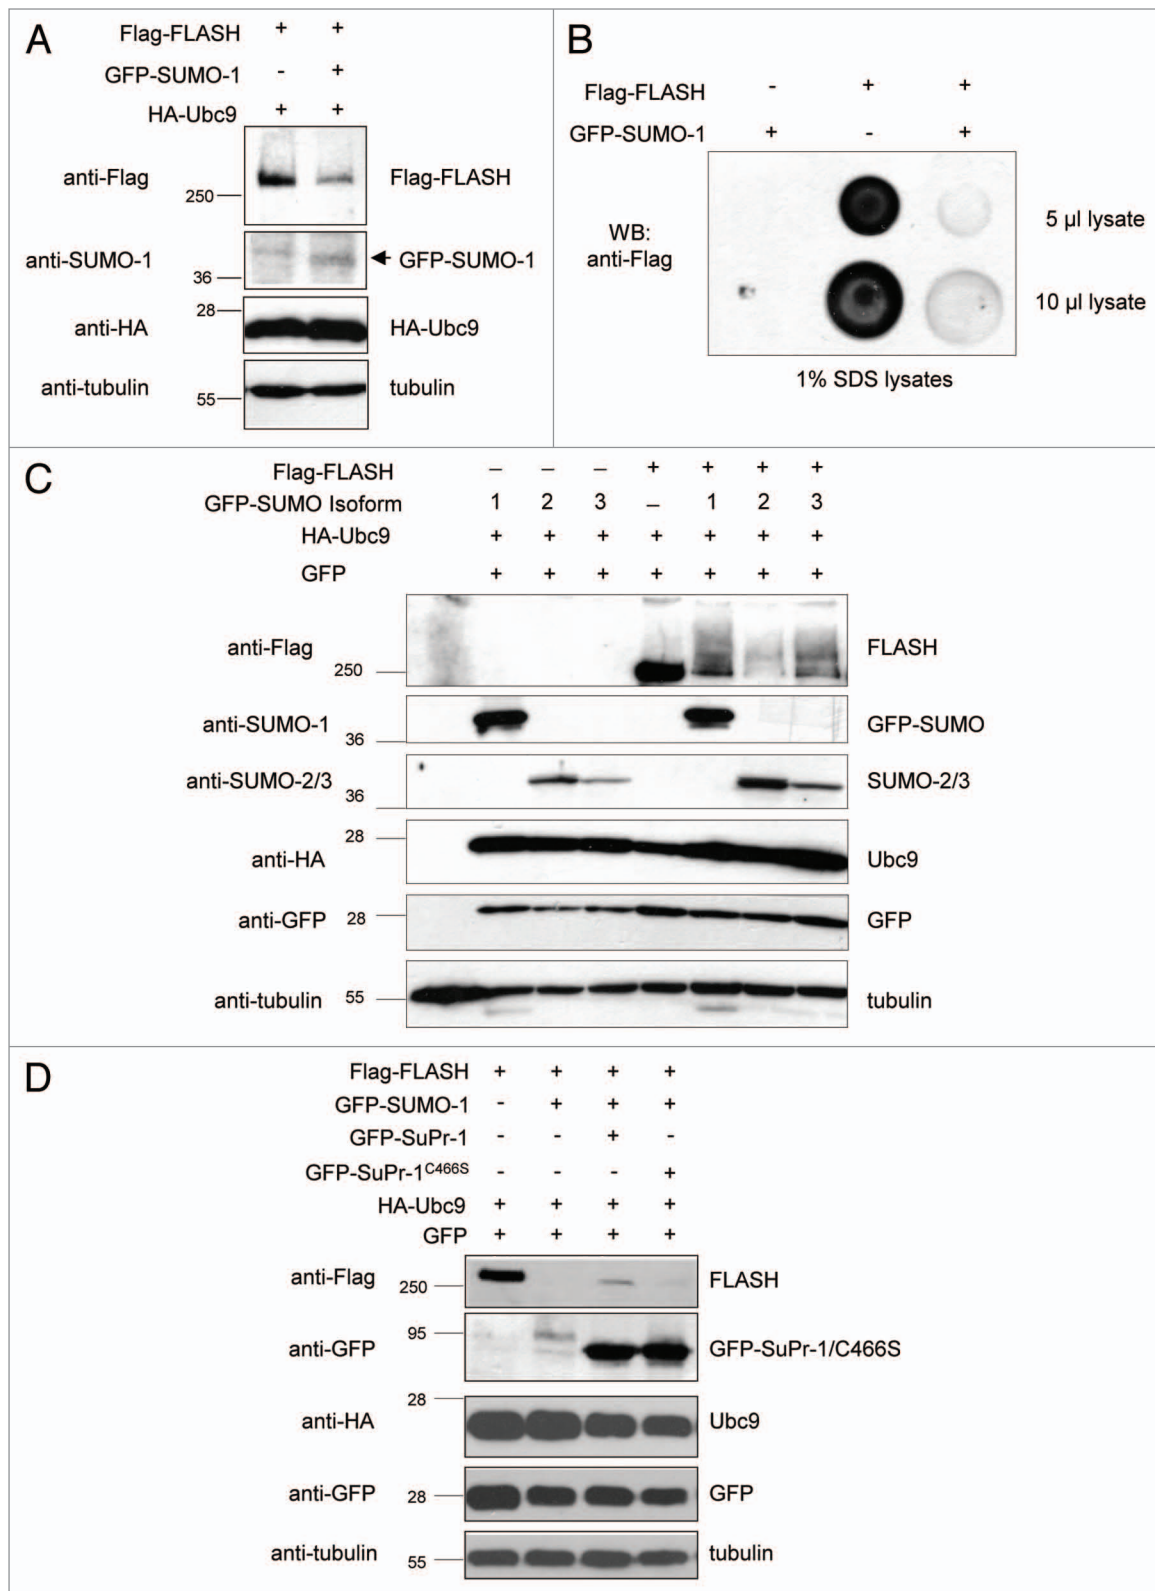 A
Flag-FLASH + +
GFP-SUMO-1 - +
HA-Ubc9 + +
anti-Flag 250 Flag-FLASH
anti-SUMO-1 36 GFP-SUMO-1
anti-HA 28 HA-Ubc9
anti-tubulin 55 tubulin
B
Flag-FLASH - + +
GFP-SUMO-1 + - +
WB:
anti-Flag
5 µl lysate
10 µl lysate
1% SDS lysates
C
Flag-FLASH – – – + + + +
GFP-SUMO Isoform 1 2 3 – 1 2 3
HA-Ubc9 + + + + + + +
GFP + + + + + + +
anti-Flag 250 FLASH
anti-SUMO-1 36 GFP-SUMO
anti-SUMO-2/3 36 SUMO-2/3
anti-HA 28 Ubc9
anti-GFP 28 GFP
anti-tubulin 55 tubulin
D
Flag-FLASH + + + +
GFP-SUMO-1 - + + +
GFP-SuPr-1 - - + -
GFP-SuPr-1C466S - - - +
HA-Ubc9 + + + +
GFP + + + +
anti-Flag 250 FLASH
anti-GFP 95 GFP-SuPr-1/C466S
anti-HA 28 Ubc9
anti-GFP 28 GFP
anti-tubulin 55 tubulin